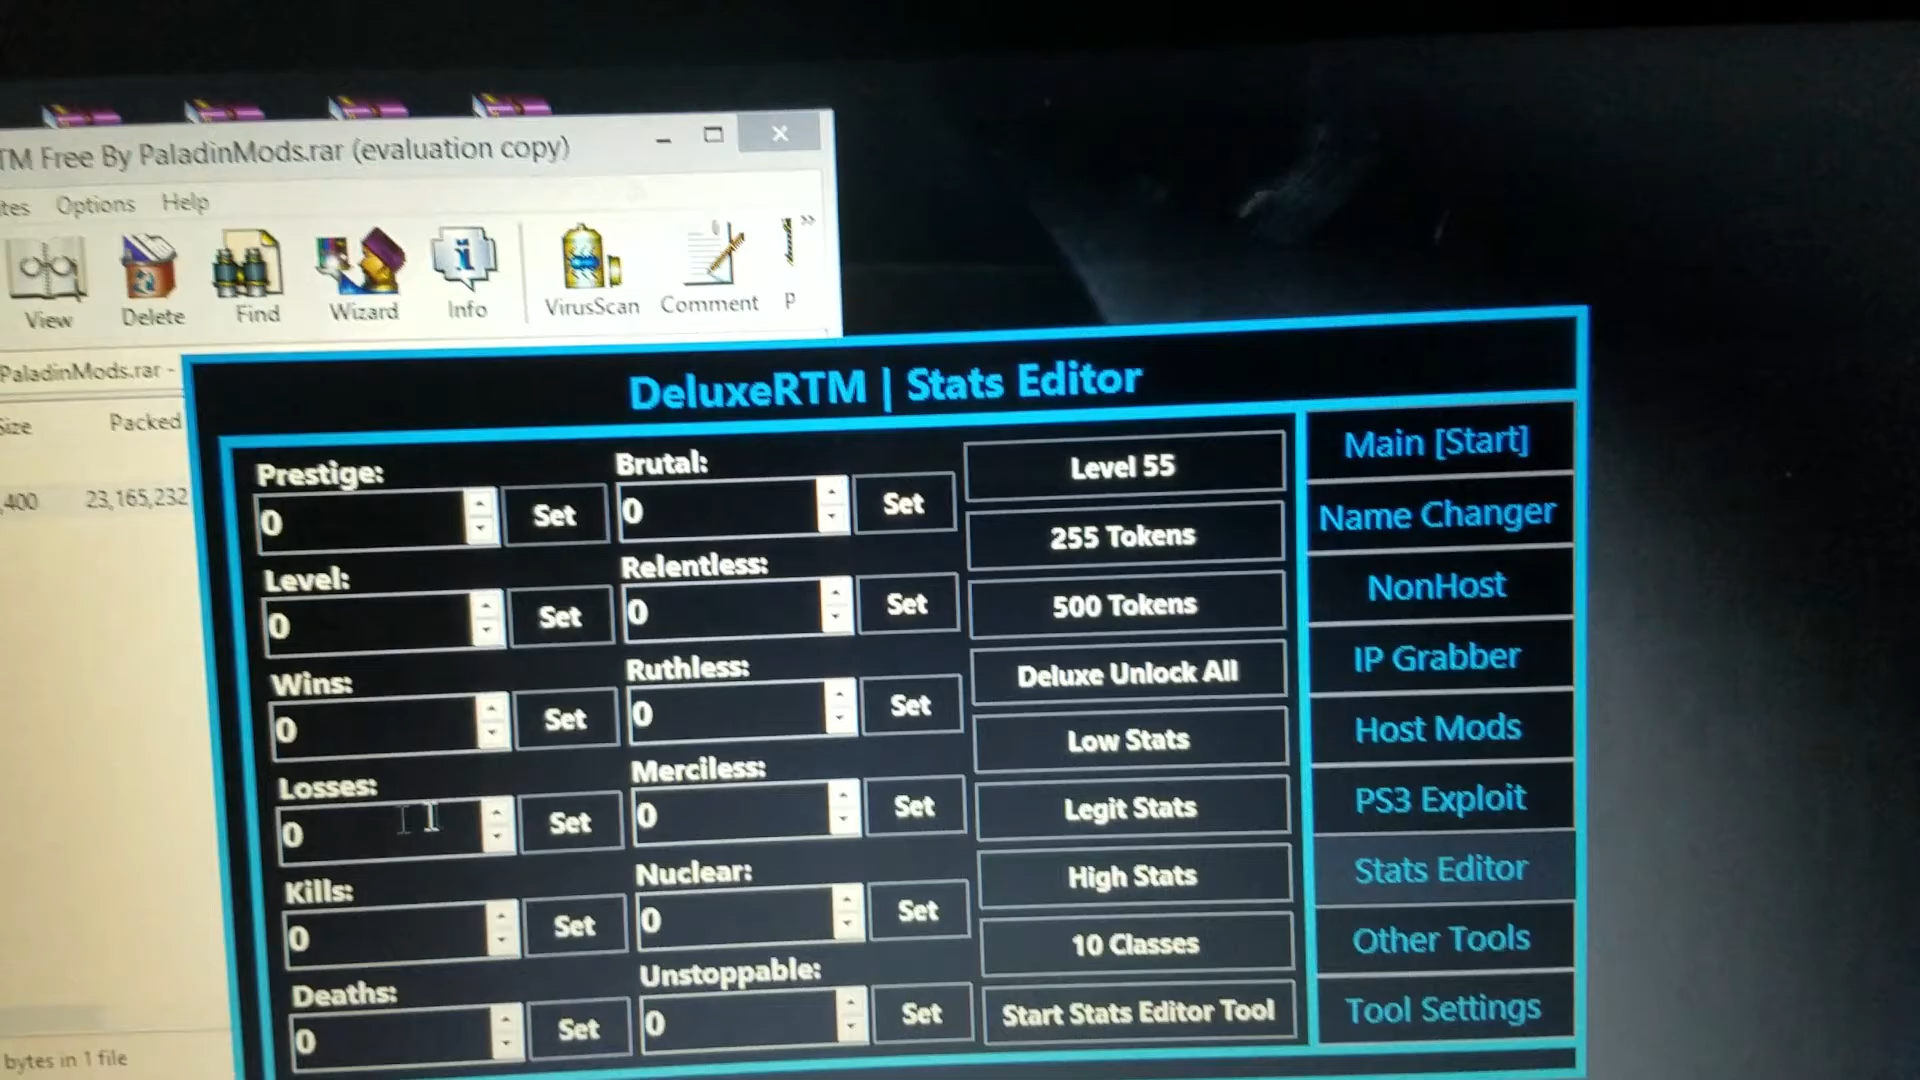 TM Free By PaladinMods.rar (evaluation copy)
ites Options Help
View Delete Find Wizard Info VirusScan Comment P »
PaladinMods.rar -
Size Packed
,400 23,165,232
bytes in 1 file
DeluxeRTM | Stats Editor
Prestige:
0 Set
Level:
0 Set
Wins:
0 Set
Losses:
0 Set
Kills:
0 Set
Deaths:
0 Set
Brutal:
0 Set
Relentless:
0 Set
Ruthless:
0 Set
Merciless:
0 Set
Nuclear:
0 Set
Unstoppable:
0 Set
Level 55
255 Tokens
500 Tokens
Deluxe Unlock All
Low Stats
Legit Stats
High Stats
10 Classes
Start Stats Editor Tool
Main [Start]
Name Changer
NonHost
IP Grabber
Host Mods
PS3 Exploit
Stats Editor
Other Tools
Tool Settings